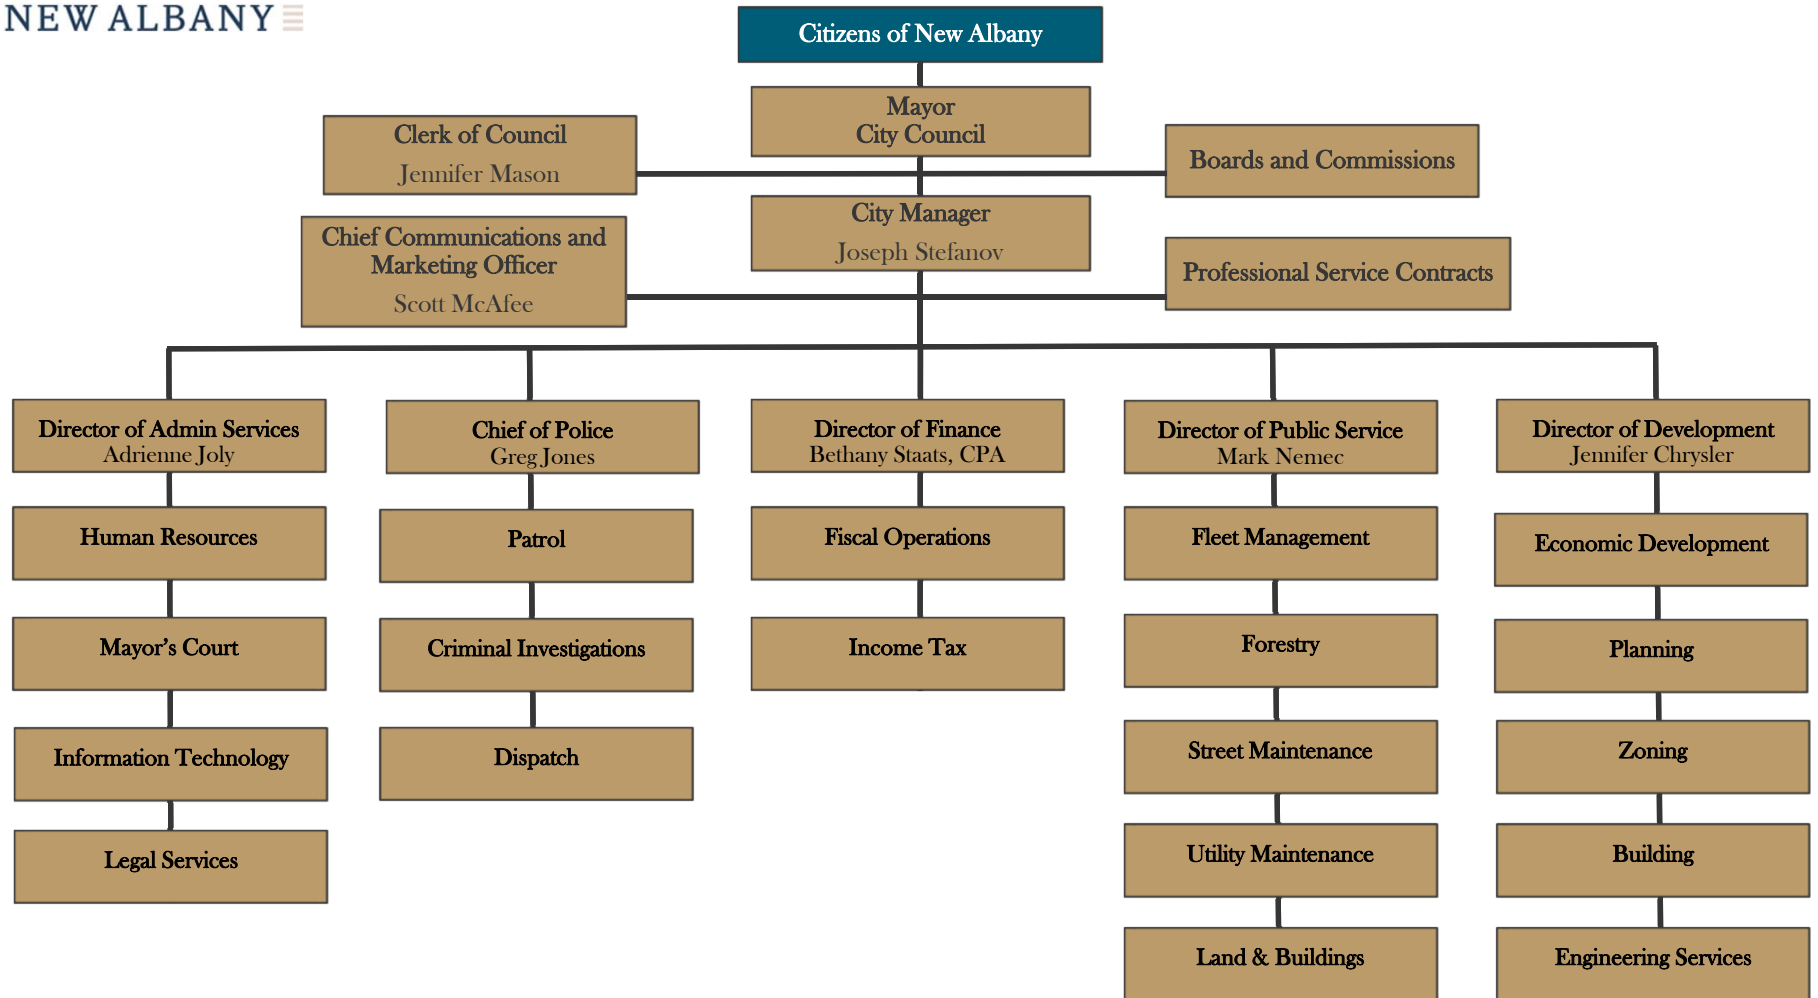 NEW ALBANY
Citizens of New Albany
Mayor
City Council
Clerk of Council
Jennifer Mason
Boards and Commissions
City Manager
Joseph Stefanov
Chief Communications and
Marketing Officer
Scott McAfee
Professional Service Contracts
Director of Admin Services
Adrienne Joly
Human Resources
Mayor's Court
Information Technology
Legal Services
Chief of Police
Greg Jones
Patrol
Criminal Investigations
Dispatch
Director of Finance
Bethany Staats, CPA
Fiscal Operations
Income Tax
Director of Public Service
Mark Nemec
Fleet Management
Forestry
Street Maintenance
Utility Maintenance
Land & Buildings
Director of Development
Jennifer Chrysler
Economic Development
Planning
Zoning
Building
Engineering Services